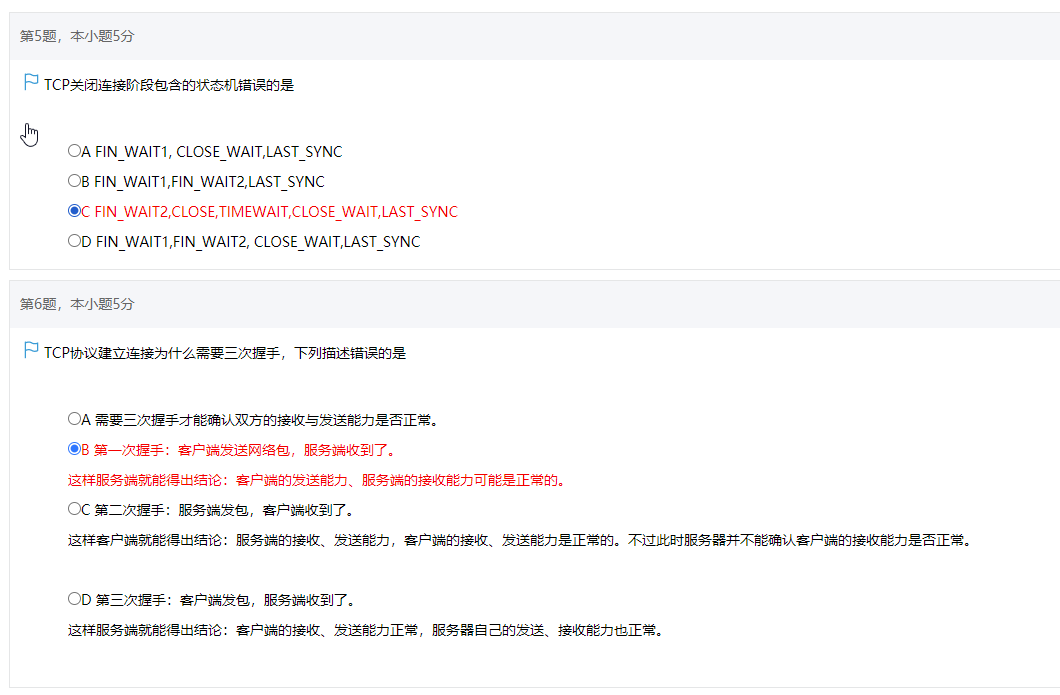 第5题，本小题5分
TCP关闭连接阶段包含的状态机错误的是
A FIN_WAIT1, CLOSE_WAIT,LAST_SYNC
B FIN_WAIT1,FIN_WAIT2,LAST_SYNC
C FIN_WAIT2,CLOSE,TIMEWAIT,CLOSE_WAIT,LAST_SYNC
D FIN_WAIT1,FIN_WAIT2, CLOSE_WAIT,LAST_SYNC
第6题，本小题5分
TCP协议建立连接为什么需要三次握手，下列描述错误的是
A 需要三次握手才能确认双方的接收与发送能力是否正常。
B 第一次握手：客户端发送网络包，服务端收到了。
这样服务端就能得出结论：客户端的发送能力、服务端的接收能力可能是正常的。
C 第二次握手：服务端发包，客户端收到了。
这样客户端就能得出结论：服务端的接收、发送能力，客户端的接收、发送能力是正常的。不过此时服务器并不能确认客户端的接收能力是否正常。
D 第三次握手：客户端发包，服务端收到了。
这样服务端就能得出结论：客户端的接收、发送能力正常，服务器自己的发送、接收能力也正常。